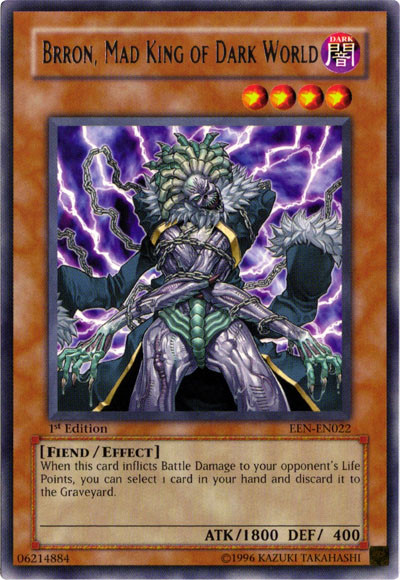 BRRON, MAD KING OF DARK WORLD
DARK
闇
1st Edition
EEN-EN022
[FIEND / EFFECT]
When this card inflicts Battle Damage to your opponent's Life
Points, you can select 1 card in your hand and discard it to
the Graveyard.
ATK/1800 DEF/ 400
06214884
©1996 KAZUKI TAKAHASHI